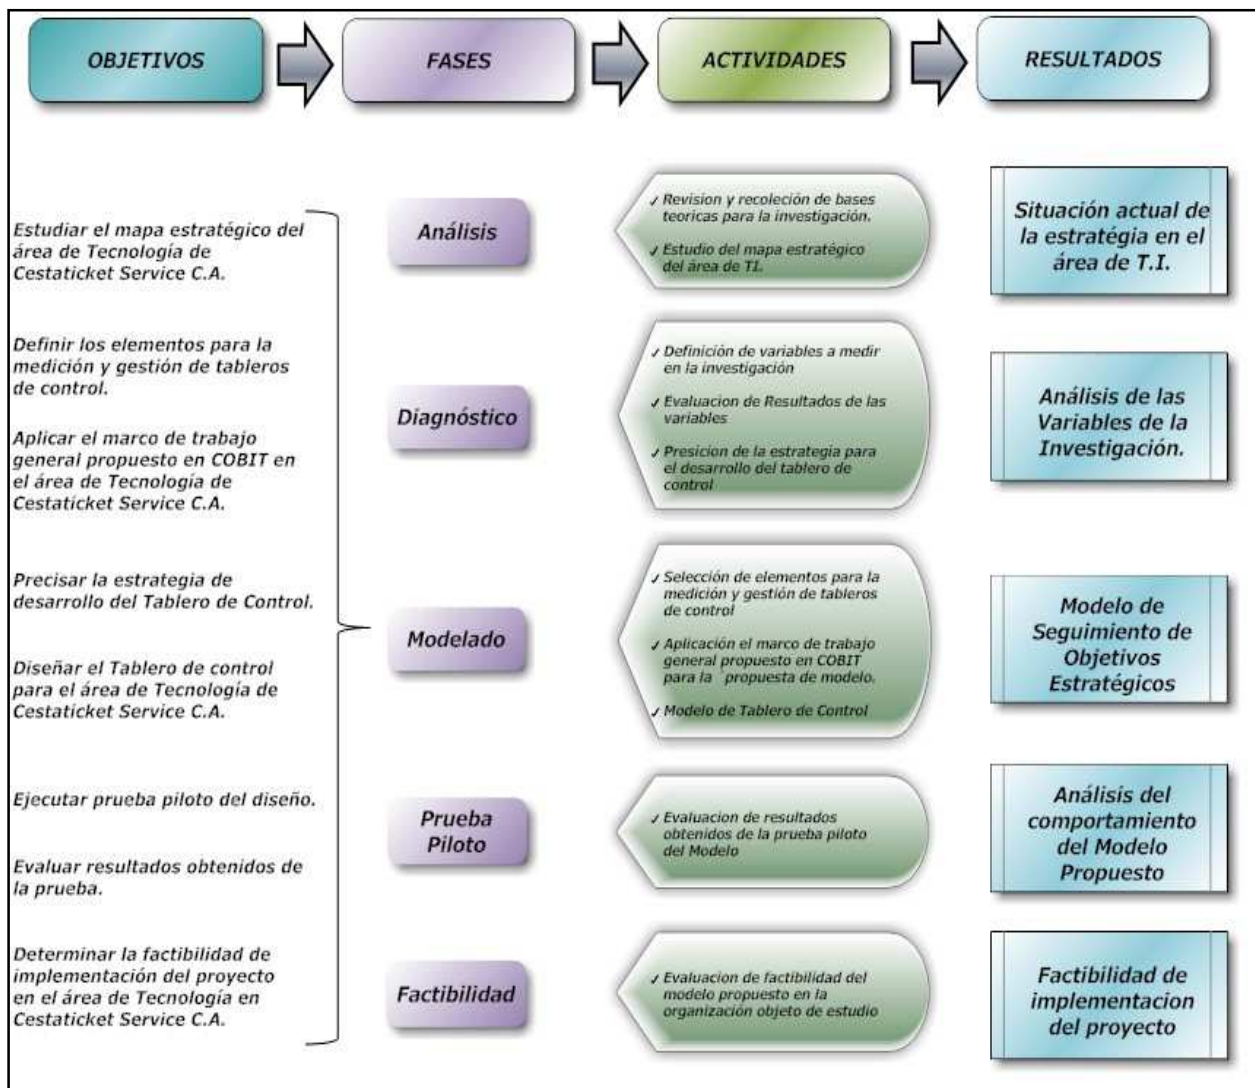 OBJETIVOS
FASES
ACTIVIDADES
RESULTADOS
Estudiar el mapa estratégico del
área de Tecnología de
Cestaticket Service C.A.
Definir los elementos para la
medición y gestión de tableros
de control.
Aplicar el marco de trabajo
general propuesto en COBIT en
el área de Tecnología de
Cestaticket Service C.A.
Precisar la estrategia de
desarrollo del Tablero de Control.
Diseñar el Tablero de control
para el área de Tecnología de
Cestaticket Service C.A.
Ejecutar prueba piloto del diseño.
Evaluar resultados obtenidos de
la prueba.
Determinar la factibilidad de
implementación del proyecto
en el área de Tecnología en
Cestaticket Service C.A.
Análisis
✓ Revision y recoleción de bases
teoricas para la investigación.
✓ Estudio del mapa estratégico
del área de TI.
Situación actual de
la estratégia en el
área de T.I.
Diagnóstico
✓ Definición de variables a medir
en la investigación
✓ Evaluacion de Resultados de las
variables
✓ Presicion de la estrategia para
el desarrollo del tablero de
control
Análisis de las
Variables de la
Investigación.
Modelado
✓ Selección de elementos para la
medición y gestión de tableros
de control
✓ Aplicación el marco de trabajo
general propuesto en COBIT
para la ´propuesta de modelo.
✓ Modelo de Tablero de Control
Modelo de
Seguimiento de
Objetivos
Estratégicos
Prueba
Piloto
✓ Evaluacion de resultados
obtenidos de la prueba piloto
del Modelo
Análisis del
comportamiento
del Modelo
Propuesto
Factibilidad
✓ Evaluacion de factibilidad del
modelo propuesto en la
organización objeto de estudio
Factibilidad de
implementacion
del proyecto